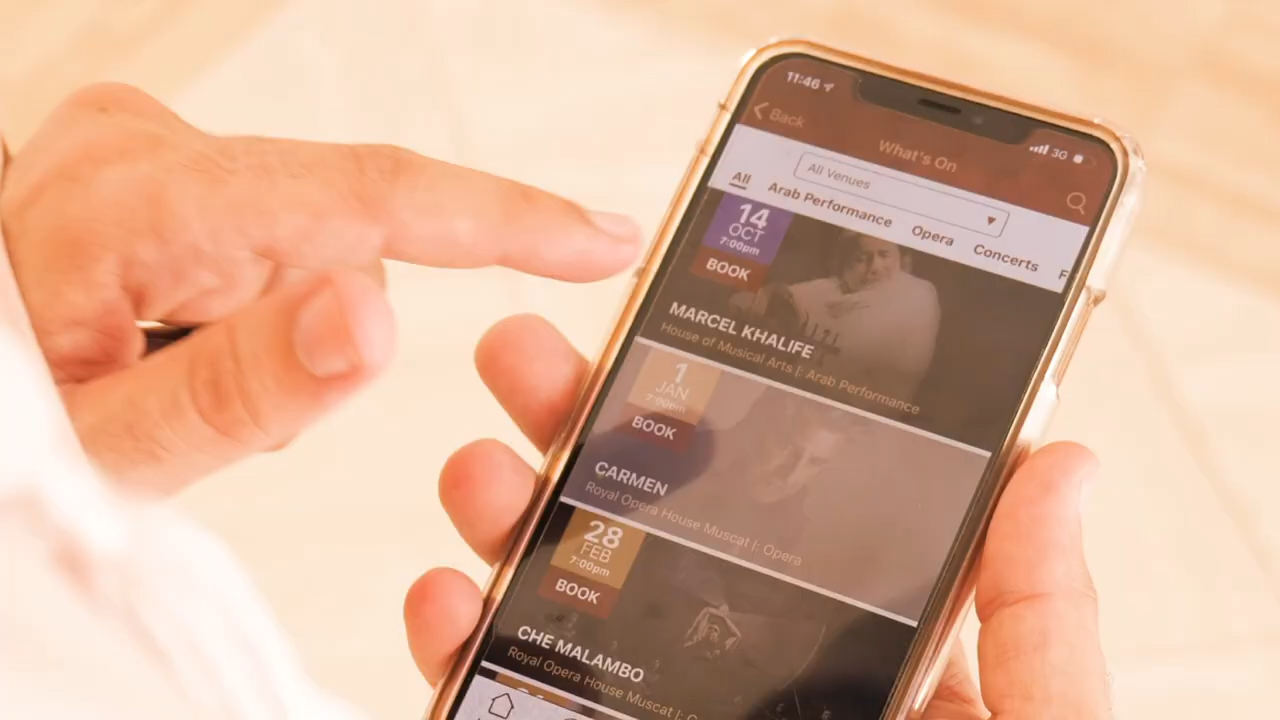 11:46
3G
Back
What's On
All Venues
All
Arab Performance
Opera
Concerts
F
14
OCT
7:00pm
BOOK
MARCEL KHALIFE
House of Musical Arts |: Arab Performance
1
JAN
7:00pm
BOOK
CARMEN
Royal Opera House Muscat |: Opera
28
FEB
7:00pm
BOOK
CHE MALAMBO
Royal Opera House Muscat |: C